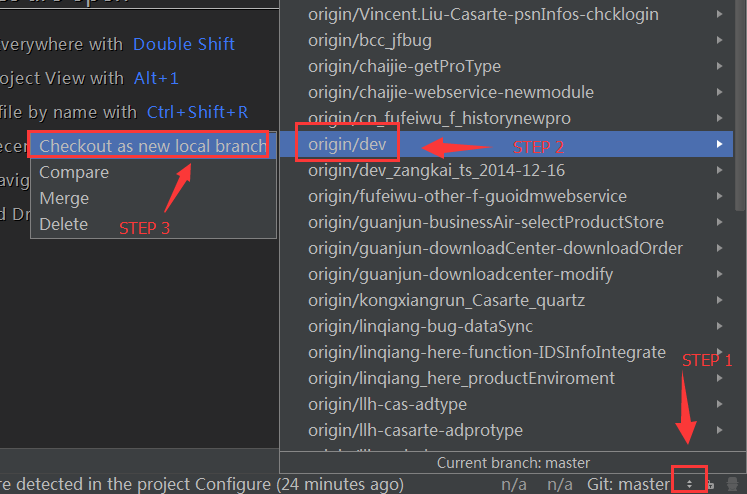 everywhere with Double Shift
roject View with Alt+1
file by name with Ctrl+Shift+R
ecen
avig
d Dr
Checkout as new local branch
Compare
Merge
Delete
STEP 3
origin/Vincent.Liu-Casarte-psnInfos-chcklogin
origin/bcc_jfbug
origin/chaijie-getProType
origin/chaijie-webservice-newmodule
origin/cn_fufeiwu_f_historynewpro
origin/dev
STEP 2
origin/dev_zangkai_ts_2014-12-16
origin/fufeiwu-other-f-guoidmwebservice
origin/guanjun-businessAir-selectProductStore
origin/guanjun-downloadCenter-downloadOrder
origin/guanjun-downloadcenter-modify
origin/kongxiangrun_Casarte_quartz
origin/linqiang-bug-dataSync
origin/linqiang-here-function-IDSInfoIntegrate
STEP 1
origin/linqiang_here_productEnviroment
origin/llh-cas-adtype
origin/llh-casarte-adprotype
Current branch: master
re detected in the project Configure (24 minutes ago) n/a n/a Git: master